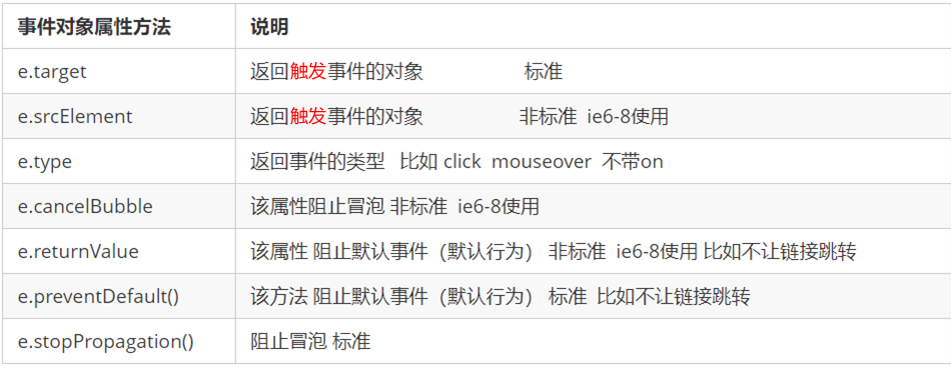 事件对象属性方法 说明
e.target 返回触发事件的对象 标准
e.srcElement 返回触发事件的对象 非标准 ie6-8使用
e.type 返回事件的类型 比如 click mouseover 不带on
e.cancelBubble 该属性阻止冒泡 非标准 ie6-8使用
e.returnValue 该属性 阻止默认事件（默认行为） 非标准 ie6-8使用 比如不让链接跳转
e.preventDefault() 该方法 阻止默认事件（默认行为） 标准 比如不让链接跳转
e.stopPropagation() 阻止冒泡 标准